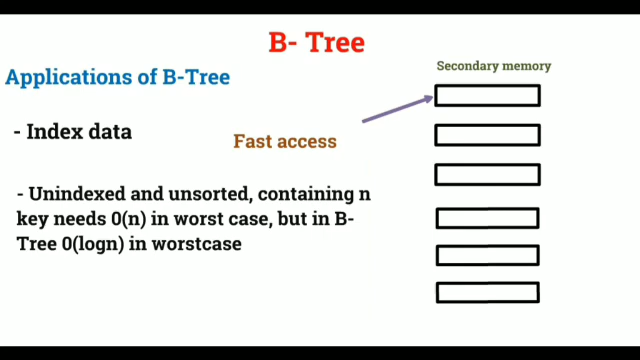 B- Tree
Applications of B-Tree
Secondary memory
- Index data
Fast access
- Unindexed and unsorted, containing n
key needs 0(n) in worst case, but in B-
Tree 0(logn) in worstcase